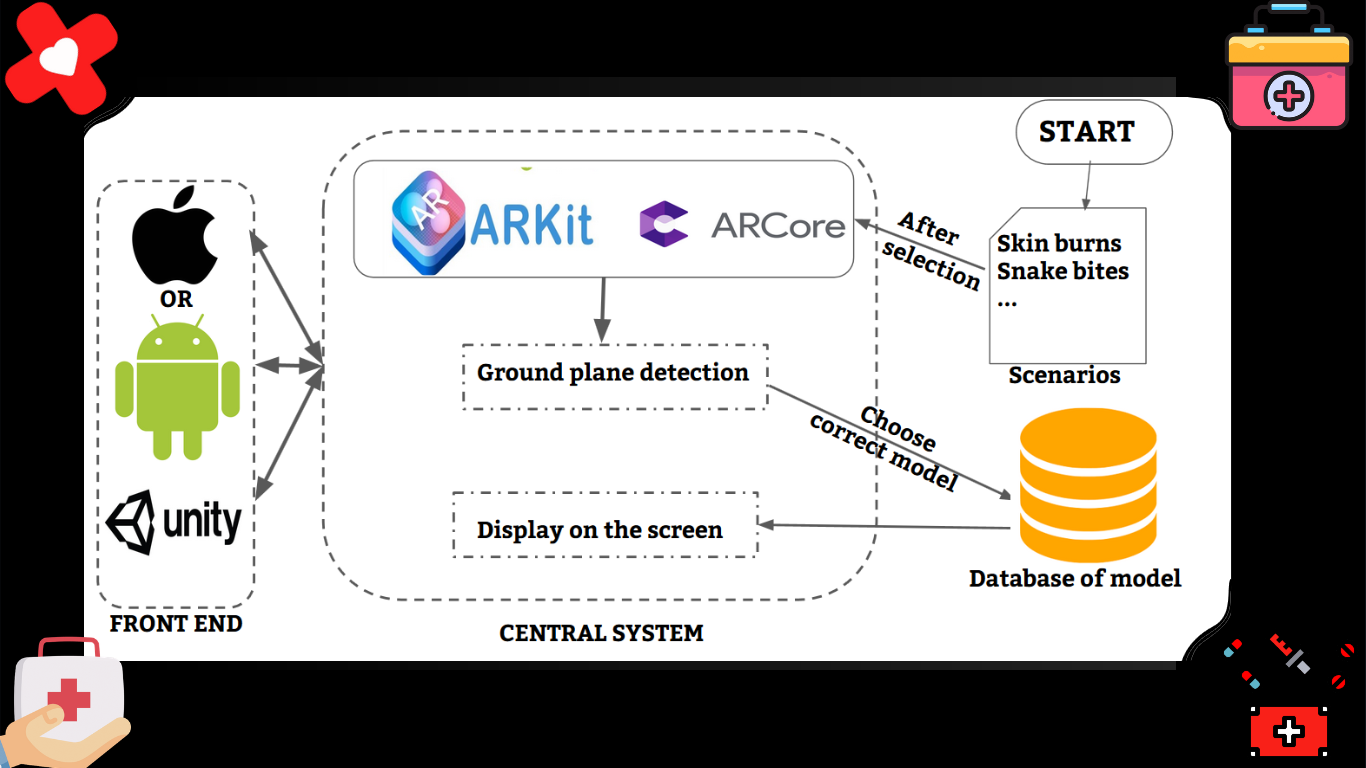 START
AR
ARKit
ARCore
After
selection
Skin burns
Snake bites
...
Scenarios
OR
Ground plane detection
Choose
correct model
unity
Display on the screen
Database of model
FRONT END
CENTRAL SYSTEM